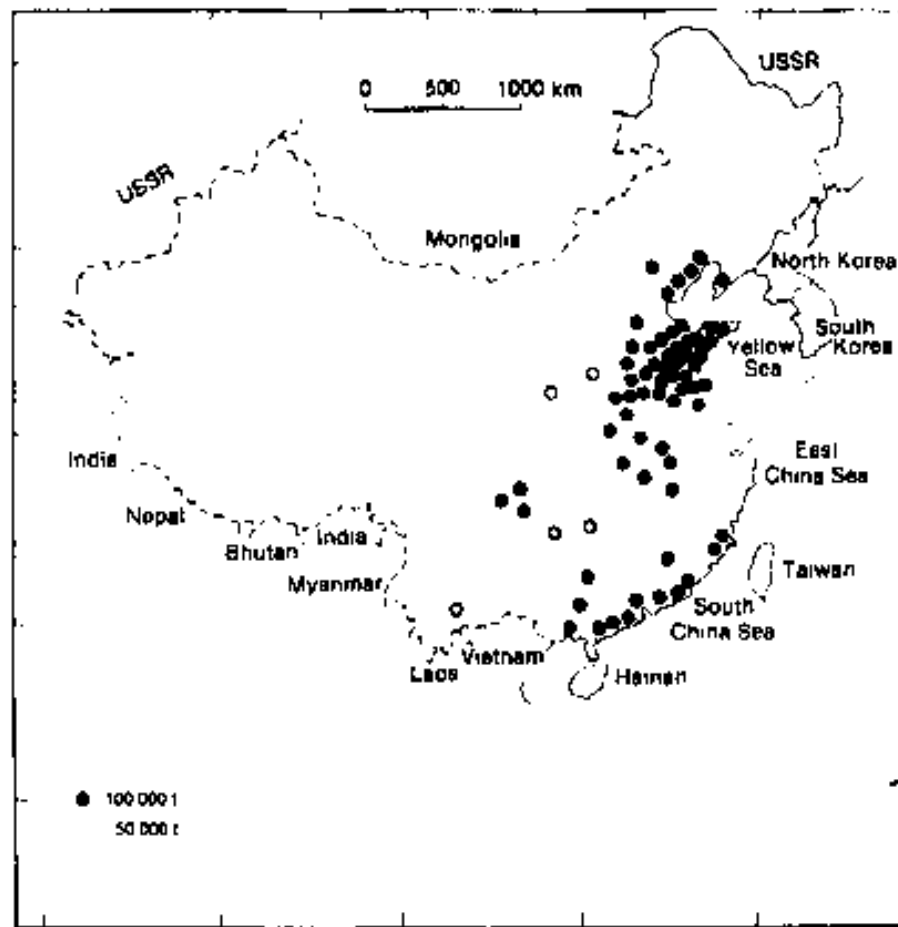 USSR
0 500 1000 km
USSR
Mongolia
North Korea
South
Korea
Yellow
Sea
East
China Sea
India
Nepal
Bhutan
India
Myanmar
Taiwan
South
China Sea
Vietnam
Laos
Hainan
100 000 t
50 000 t